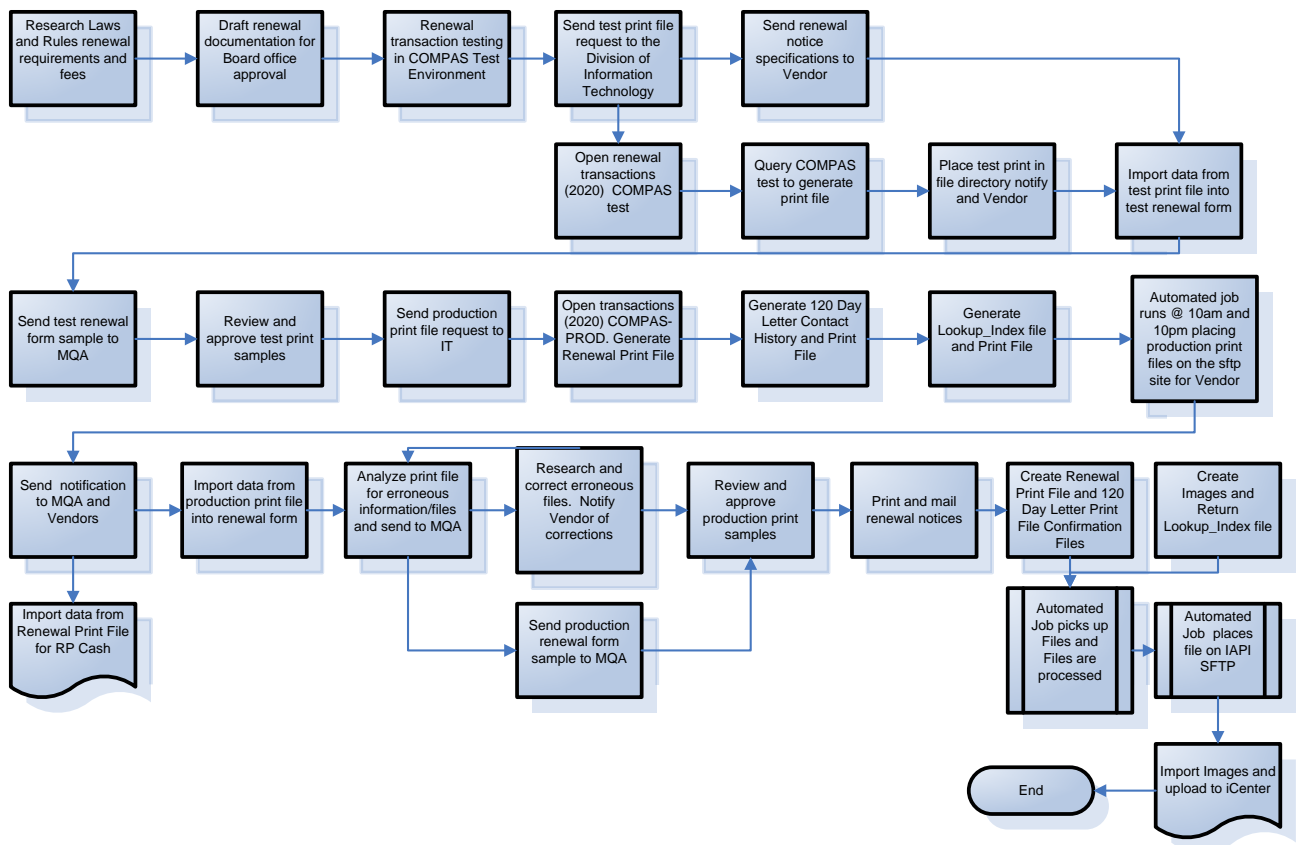 Research Laws
and Rules renewal
requirements and
fees
Draft renewal
documentation for
Board office
approval
Renewal
transaction testing
in COMPAS Test
Environment
Send test print file
request to the
Division of
Information
Technology
Send renewal
notice
specifications to
Vendor
Open renewal
transactions
(2020) COMPAS
test
Query COMPAS
test to generate
print file
Place test print in
file directory notify
and Vendor
Import data from
test print file into
test renewal form
Send test renewal
form sample to
MQA
Review and
approve test print
samples
Send production
print file request to
IT
Open transactions
(2020) COMPAS-
PROD. Generate
Renewal Print File
Generate 120 Day
Letter Contact
History and Print
File
Generate
Lookup_Index file
and Print File
Automated job
runs @ 10am and
10pm placing
production print
files on the sftp
site for Vendor
Send notification
to MQA and
Vendors
Import data from
production print file
into renewal form
Analyze print file
for erroneous
information/files
and send to MQA
Research and
correct erroneous
files. Notify
Vendor of
corrections
Review and
approve
production print
samples
Print and mail
renewal notices
Create Renewal
Print File and 120
Day Letter Print
File Confirmation
Files
Create
Images and
Return
Lookup_Index file
Import data from
Renewal Print File
for RP Cash
Send production
renewal form
sample to MQA
Automated
Job picks up
Files and
Files are
processed
Automated
Job places
file on IAPI
SFTP
End
Import Images and
upload to iCenter